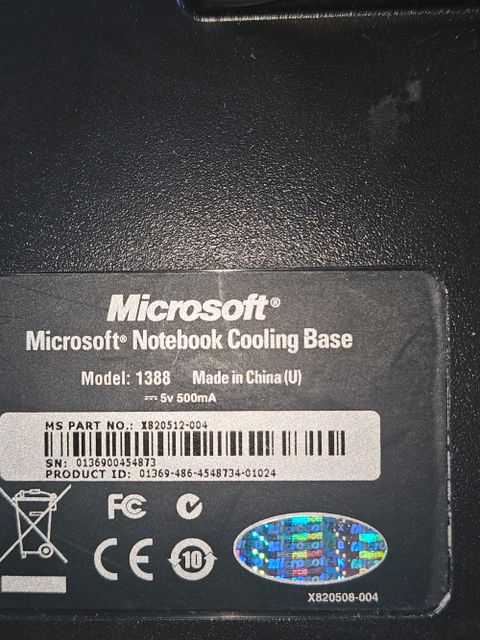 Microsoft®
Microsoft® Notebook Cooling Base
Model: 1388 Made in China (U)
⎓ 5v 500mA
MS PART NO.: X820512-004
SN: 0136900454873
PRODUCT ID: 01369-486-4548734-01024
FC
CE 10
X820508-004